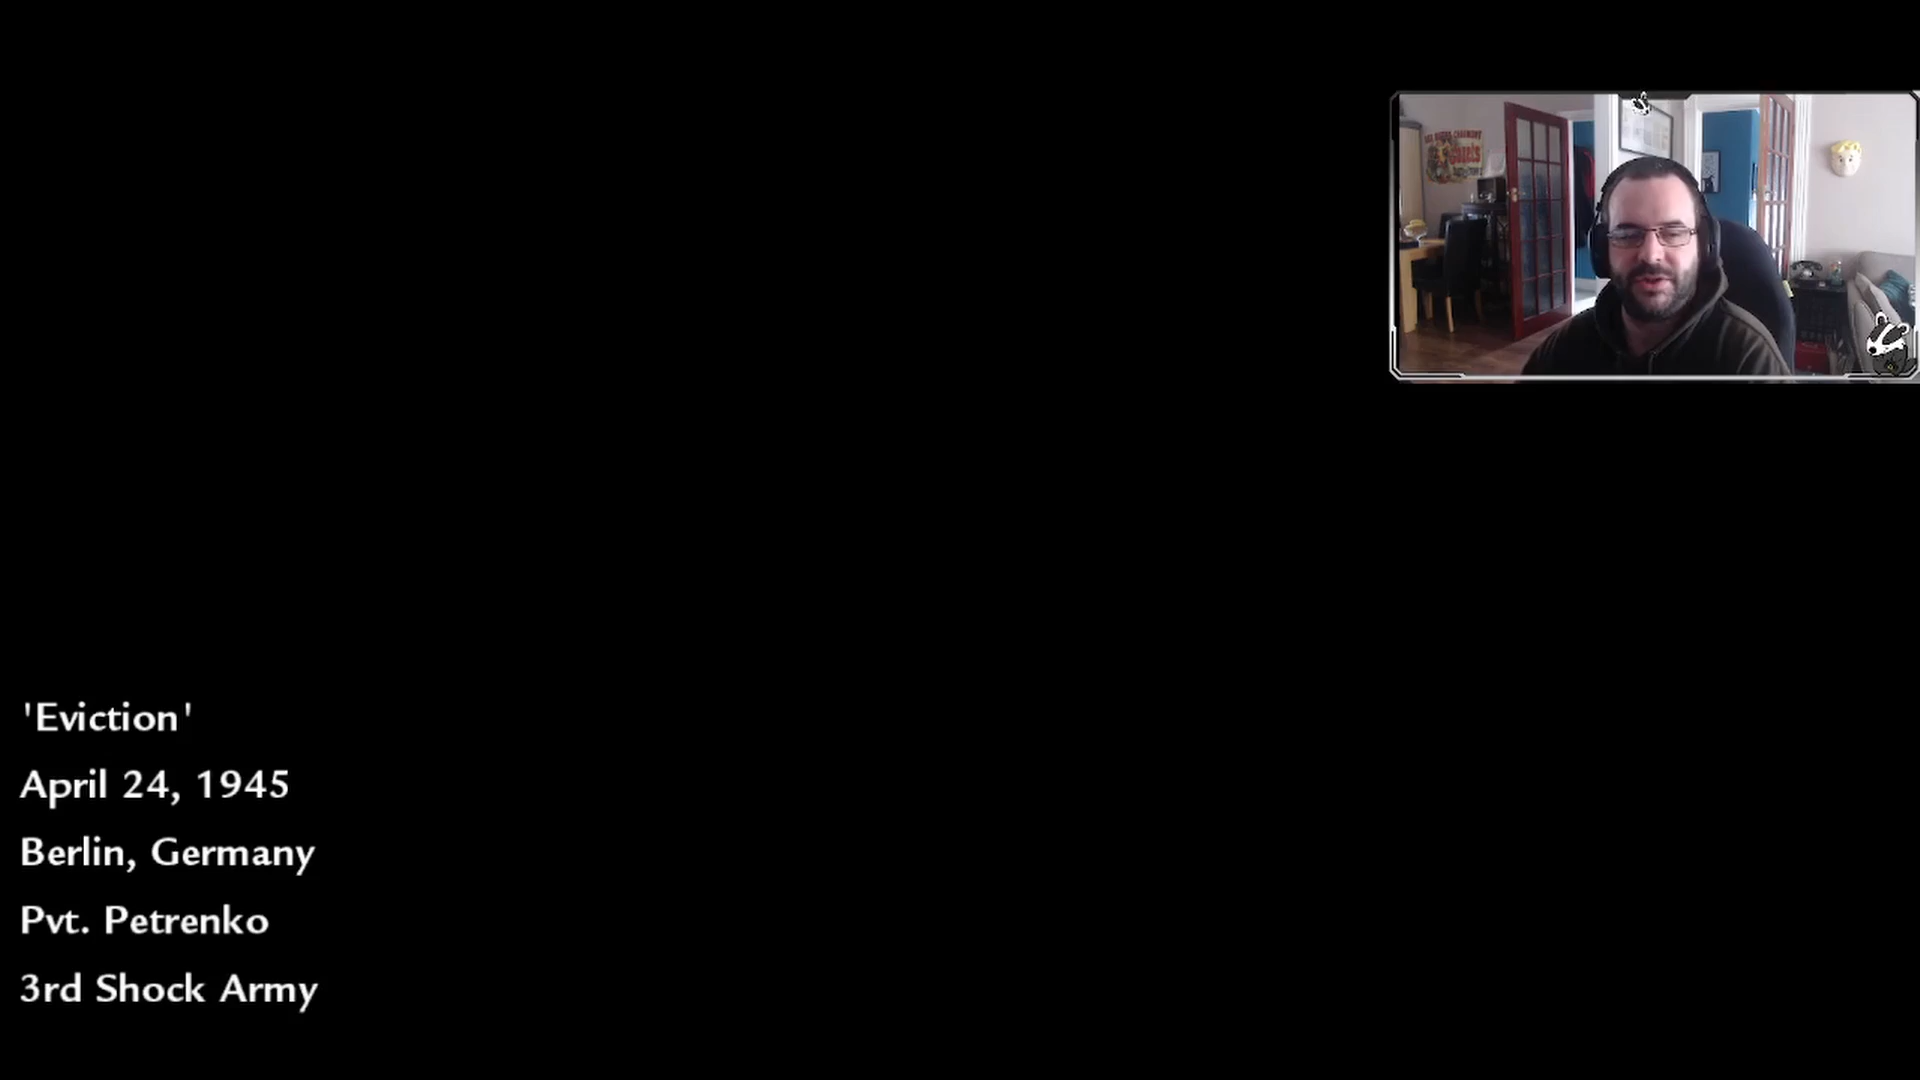 'Eviction'
April 24, 1945
Berlin, Germany
Pvt. Petrenko
3rd Shock Army